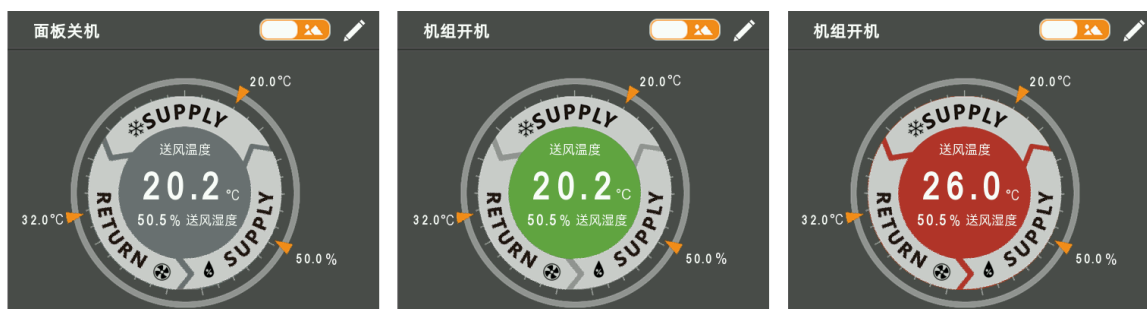 面板关机
20.0℃
SUPPLY
送风温度
20.2 ℃
50.5% 送风湿度
32.0℃
RETURN
SUPPLY
50.0%
机组开机
20.0℃
SUPPLY
送风温度
20.2 ℃
50.5% 送风湿度
32.0℃
RETURN
SUPPLY
50.0%
机组开机
20.0℃
SUPPLY
送风温度
26.0 ℃
50.5% 送风湿度
32.0℃
RETURN
SUPPLY
50.0%